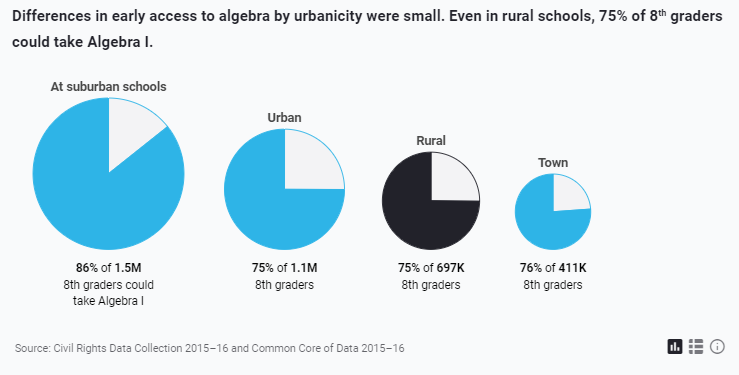 Differences in early access to algebra by urbanicity were small. Even in rural schools, 75% of 8th graders
could take Algebra I.
At suburban schools
Urban
Rural
Town
86% of 1.5M
8th graders could
take Algebra I
75% of 1.1M
8th graders
75% of 697K
8th graders
76% of 411K
8th graders
Source: Civil Rights Data Collection 2015–16 and Common Core of Data 2015–16